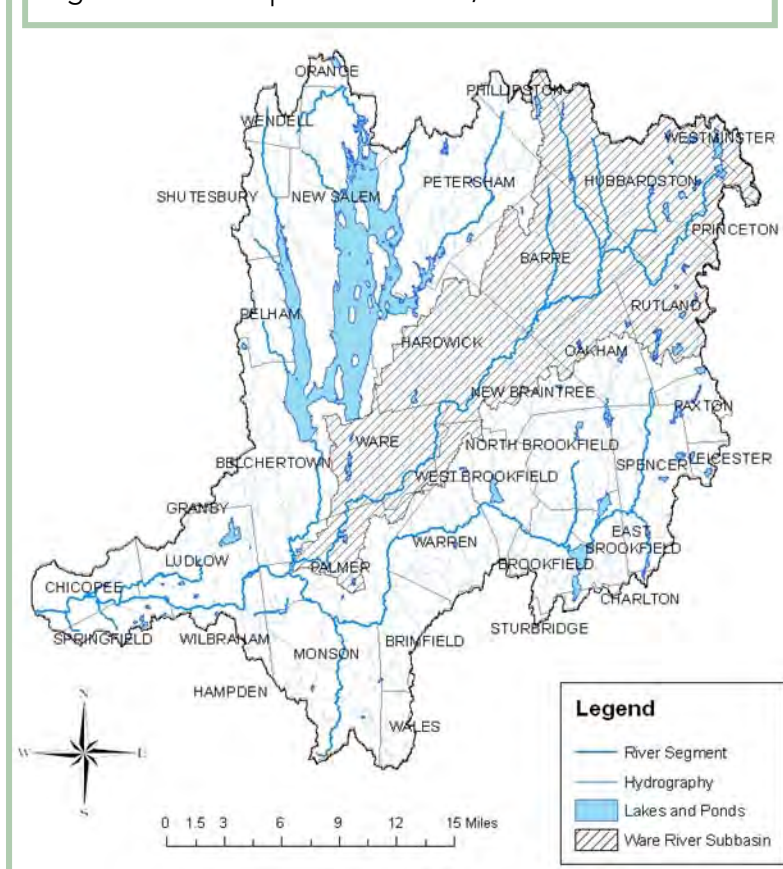 ORANGE
PHILLIPSTON
WENDELL
WESTMINSTER
SHUTESBURY
NEW SALEM
PETERSHAM
HUBBARDSTON
PRINCETON
BARRE
PELHAM
RUTLAND
HARDWICK
OAKHAM
NEW BRAINTREE
PAXTON
WARE
NORTH BROOKFIELD
BELCHERTOWN
WEST BROOKFIELD
SPENCER
LEICESTER
GRANBY
WARREN
EAST
BROOKFIELD
LUDLOW
PALMER
BROOKFIELD
CHICOPEE
CHARLTON
SPRINGFIELD
WILBRAHAM
STURBRIDGE
MONSON
BRIMFIELD
HAMPDEN
WALES
N
W
E
S
Legend
River Segment
Hydrography
Lakes and Ponds
Ware River Subbasin
0 1.5 3 6 9 12 15 Miles